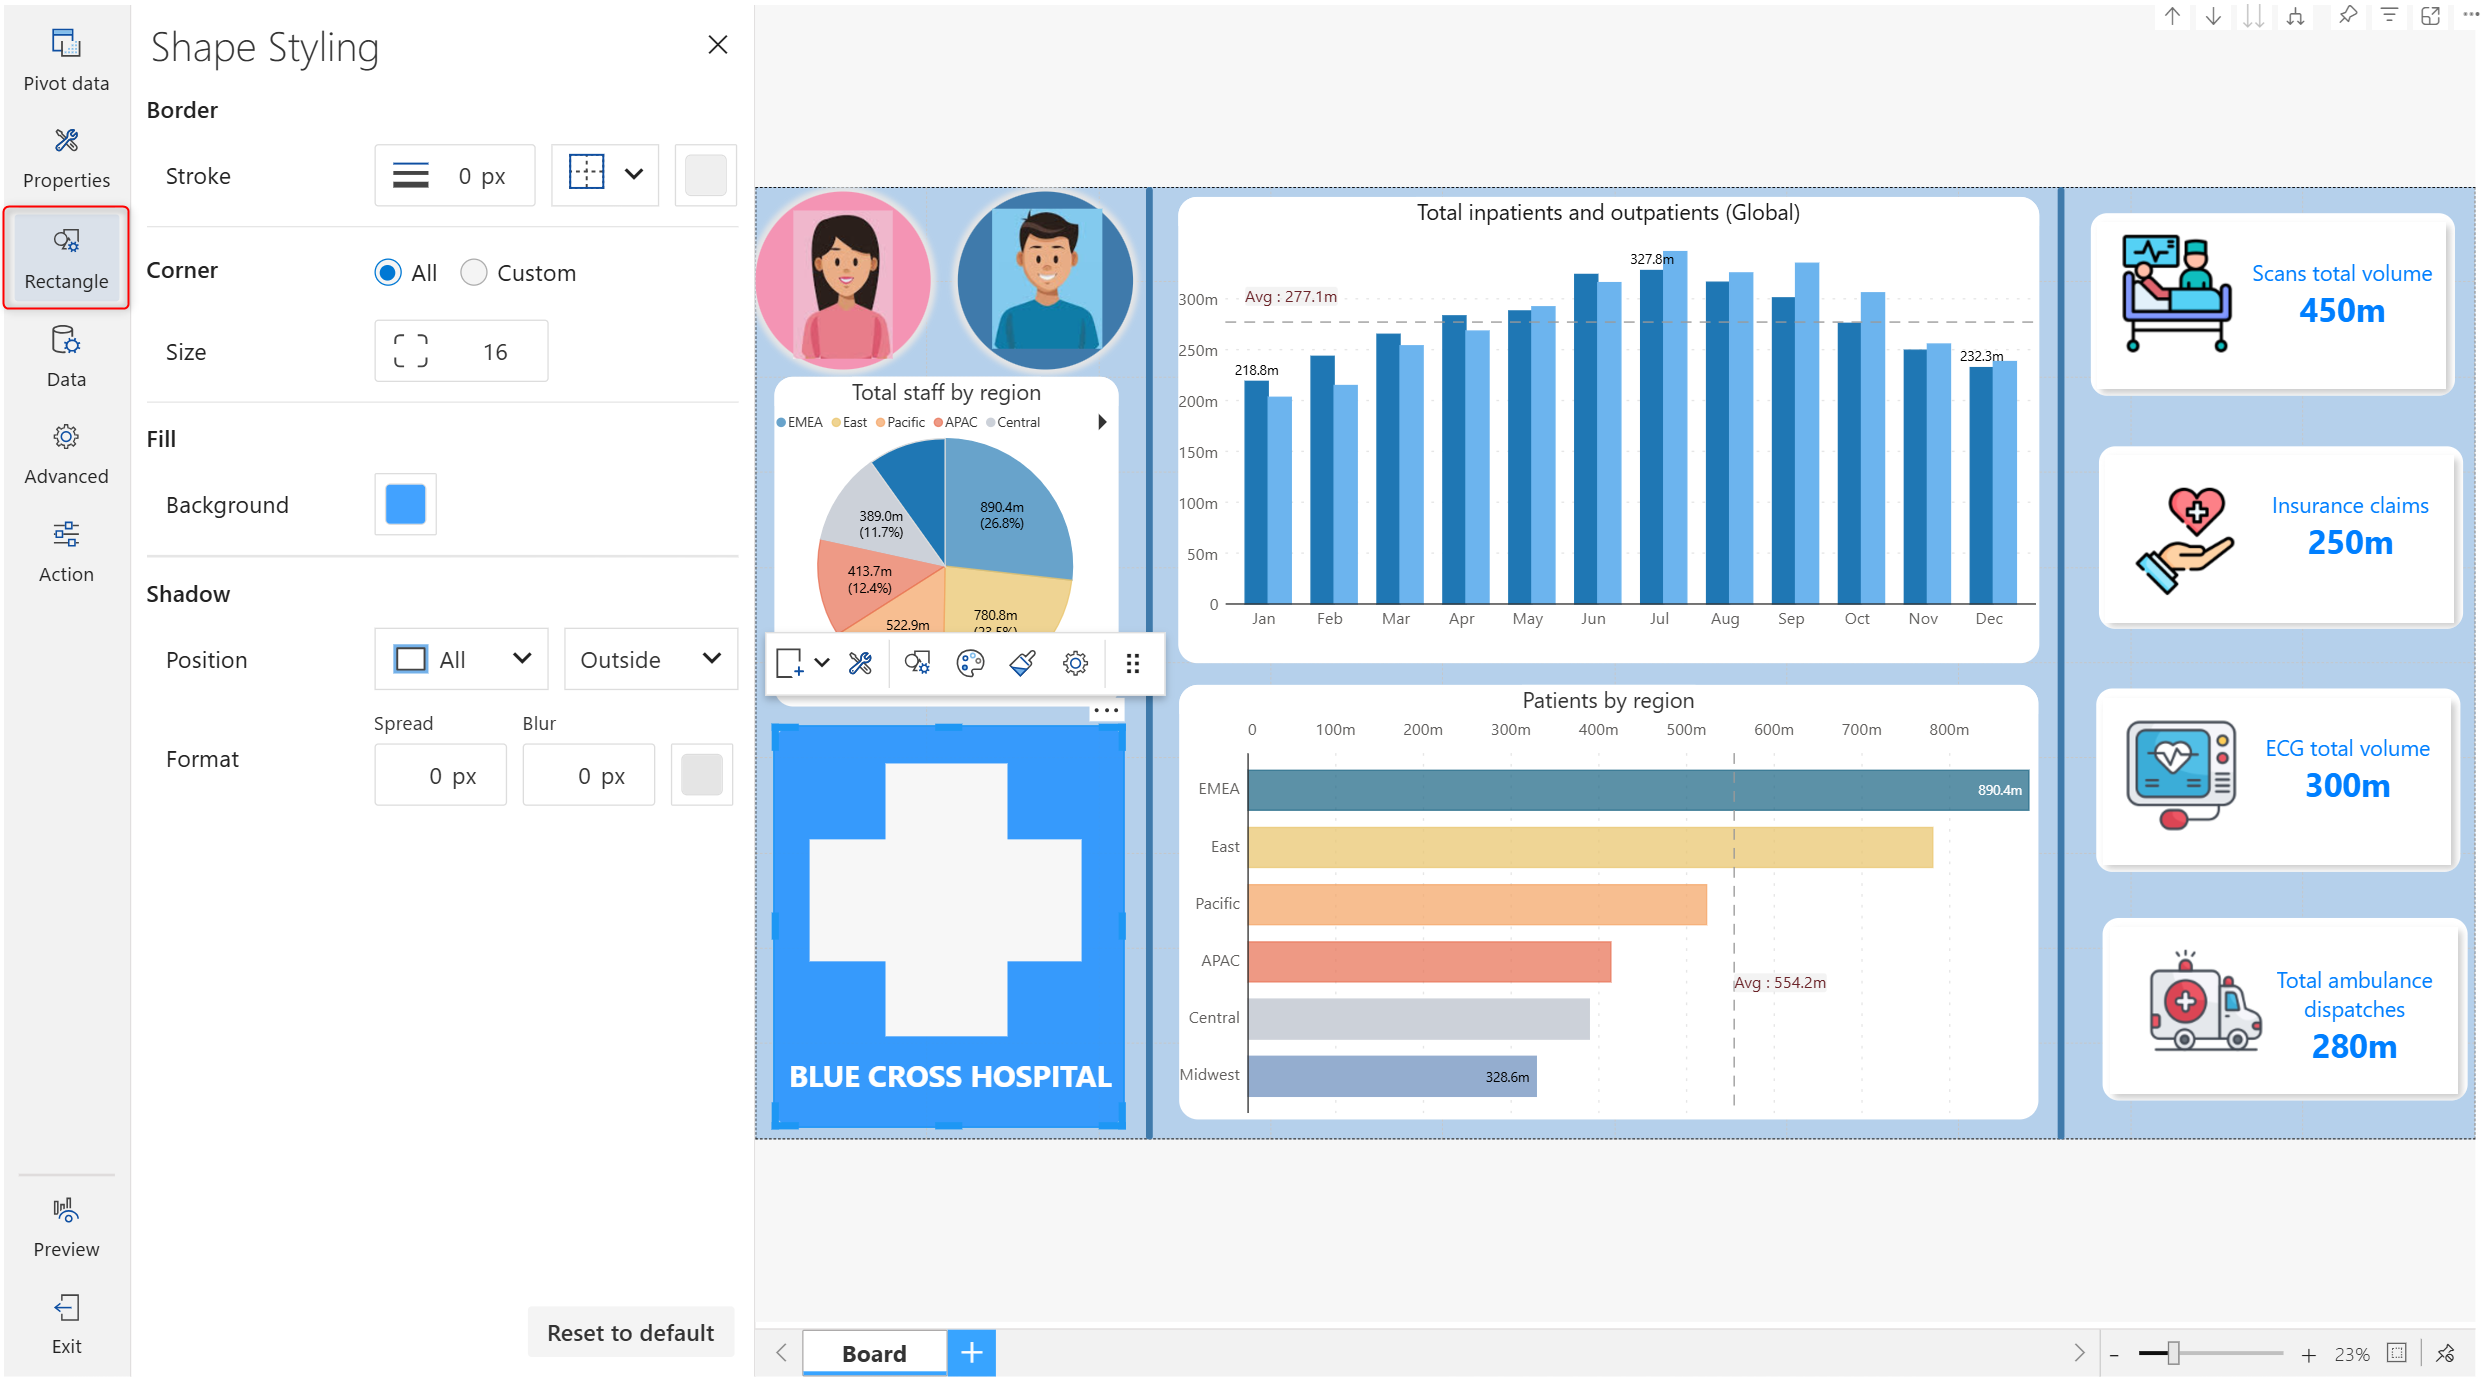 Pivot data
Properties
Rectangle
Data
Advanced
Action
Preview
Exit
Shape Styling
Border
Stroke
0 px
Corner
All
Custom
Size
16
Fill
Background
Shadow
Position
All
Outside
Spread
Blur
Format
0 px
0 px
Reset to default
Total staff by region
EMEA East Pacific APAC Central
890.4m
(26.8%)
389.0m
(11.7%)
413.7m
(12.4%)
780.8m
(23.5%)
522.9m
BLUE CROSS HOSPITAL
Total inpatients and outpatients (Global)
327.8m
Avg : 277.1m
218.8m
232.3m
300m
250m
200m
150m
100m
50m
0
Jan Feb Mar Apr May Jun Jul Aug Sep Oct Nov Dec
Patients by region
0 100m 200m 300m 400m 500m 600m 700m 800m
EMEA
890.4m
East
Pacific
APAC
Avg : 554.2m
Central
Midwest
328.6m
Scans total volume
450m
Insurance claims
250m
ECG total volume
300m
Total ambulance
dispatches
280m
Board
23%